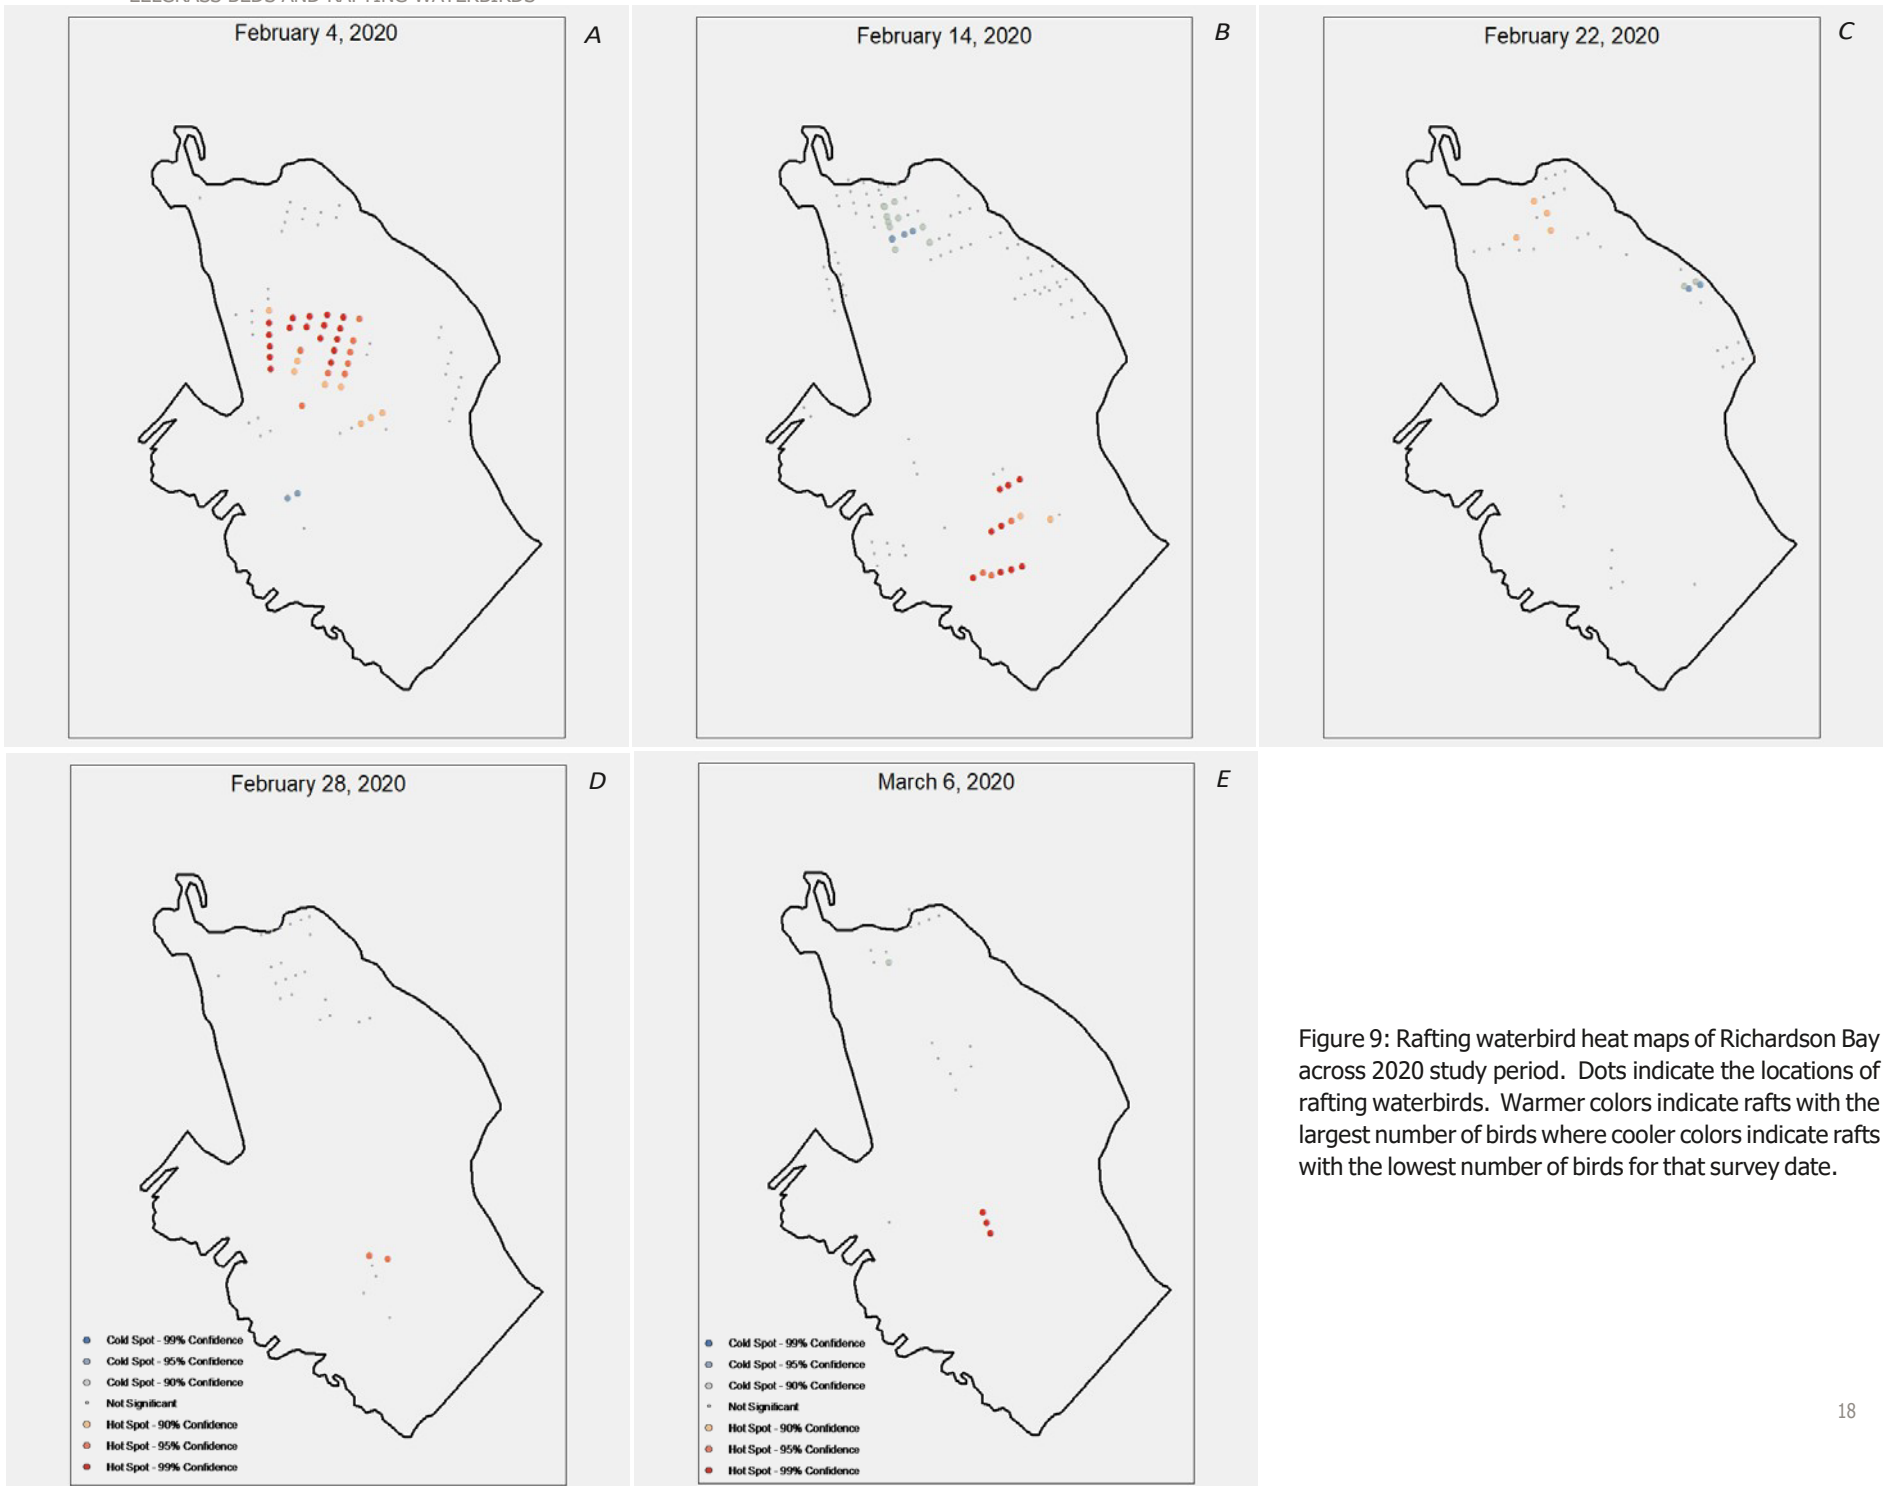 EELGRASS BEDS AND RAFTING WATERBIRDS
February 4, 2020
A
February 14, 2020
B
February 22, 2020
C
February 28, 2020
D
Cold Spot - 99% Confidence
Cold Spot - 95% Confidence
Cold Spot - 90% Confidence
Not Significant
Hot Spot - 90% Confidence
Hot Spot - 95% Confidence
Hot Spot - 99% Confidence
March 6, 2020
E
Cold Spot - 99% Confidence
Cold Spot - 95% Confidence
Cold Spot - 90% Confidence
Not Significant
Hot Spot - 90% Confidence
Hot Spot - 95% Confidence
Hot Spot - 99% Confidence
Figure 9: Rafting waterbird heat maps of Richardson Bay
across 2020 study period. Dots indicate the locations of
rafting waterbirds. Warmer colors indicate rafts with the
largest number of birds where cooler colors indicate rafts
with the lowest number of birds for that survey date.
18